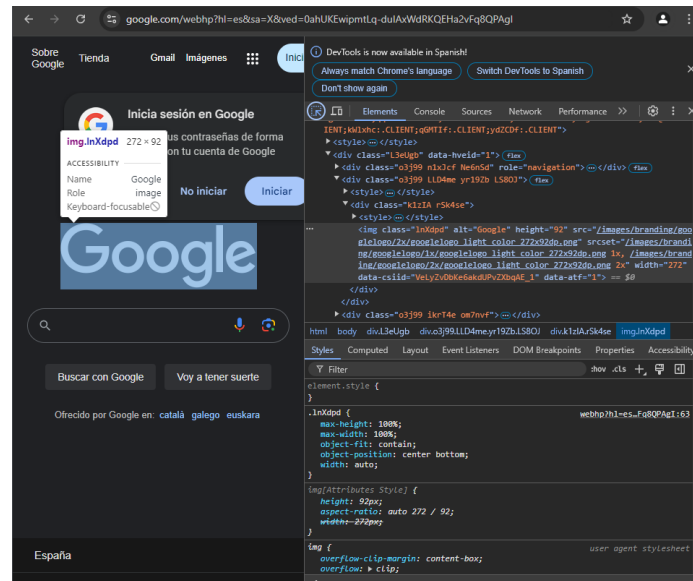 google.com/webhp?hl=es&sa=X&ved=0ahUKEwipmtLq-duIAxWdRKQEHa2vFq8QPAgI
Sobre Google
Tienda
Gmail
Imágenes
Inici
Inicia sesión en Google
us contraseñas de forma
on tu cuenta de Google
No iniciar
Iniciar
img.lnXdpd 272 × 92
ACCESSIBILITY
Name Google
Role image
Keyboard-focusable
Google
Buscar con Google
Voy a tener suerte
Ofrecido por Google en: català galego euskara
España
DevTools is now available in Spanish!
Always match Chrome's language
Switch DevTools to Spanish
Don't show again
Elements Console Sources Network Performance
IENT;kWlxhc:.CLIENT;qGMTIf:.CLIENT;ydZCDf:.CLIENT">
<style>…</style>
<div class="L3eUgb" data-hveid="1"> flex
<div class="o3j99 n1xJcf Ne6nSd" role="navigation">…</div> flex
<div class="o3j99 LLD4me yr19Zb LS8OJ"> flex
<style>…</style>
<div class="k1zIA rSk4se">
<style>…</style>
<img class="lnXdpd" alt="Google" height="92" src="/images/branding/goo
glelogo/2x/googlelogo_light_color_272x92dp.png" srcset="/images/brandi
ng/googlelogo/1x/googlelogo_light_color_272x92dp.png 1x, /images/brand
ing/googlelogo/2x/googlelogo_light_color_272x92dp.png 2x" width="272"
data-csiid="VeLyZvDbKe6akdUPvZXbqAE_1" data-atf="1"> == $0
</div>
</div>
<div class="o3j99 ikrT4e om7nvf">…</div>
html body div.L3eUgb div.o3j99.LLD4me.yr19Zb.LS8OJ div.k1zIA.rSk4se img.lnXdpd
Styles Computed Layout Event Listeners DOM Breakpoints Properties Accessibility
Filter
:hov .cls
element.style {
}
.lnXdpd { webhp?hl=es…Fq8QPAgI:63
max-height: 100%;
max-width: 100%;
object-fit: contain;
object-position: center bottom;
width: auto;
}
img[Attributes Style] {
height: 92px;
aspect-ratio: auto 272 / 92;
width: 272px;
}
img { user agent stylesheet
overflow-clip-margin: content-box;
overflow: clip;